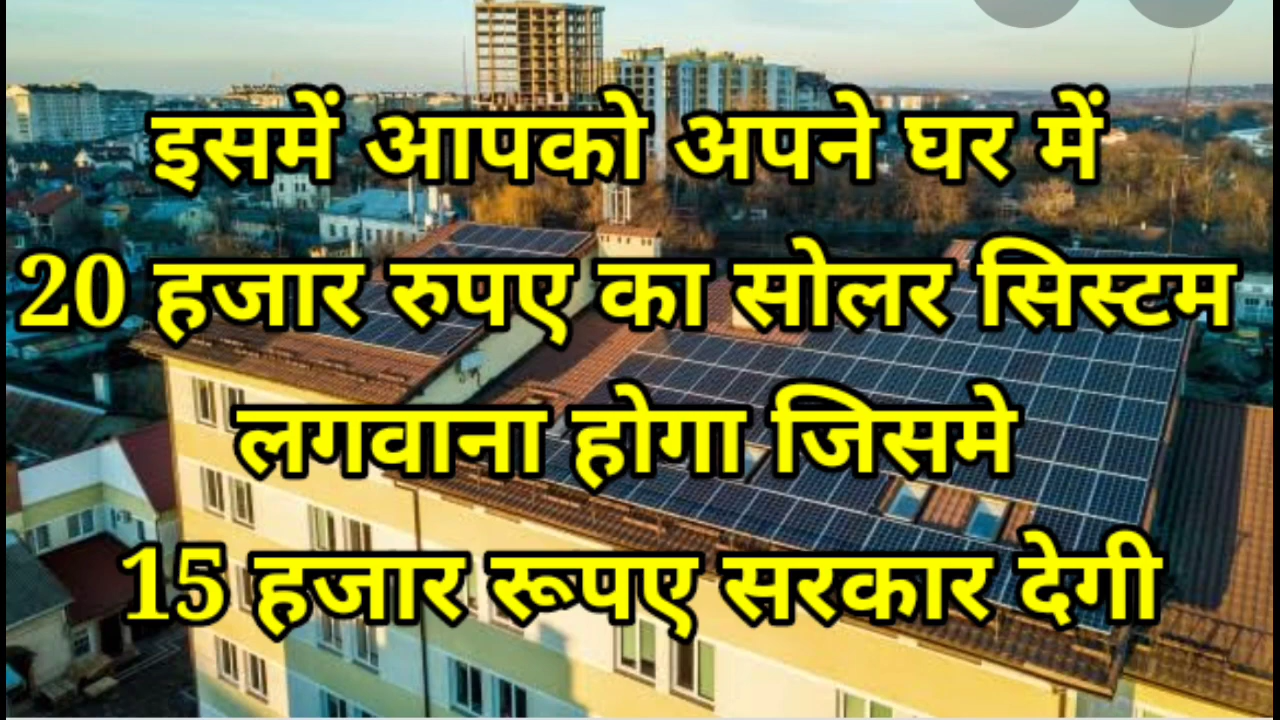 इसमें आपको अपने घर में
20 हजार रुपए का सोलर सिस्टम
लगवाना होगा जिसमे
15 हजार रूपए सरकार देगी